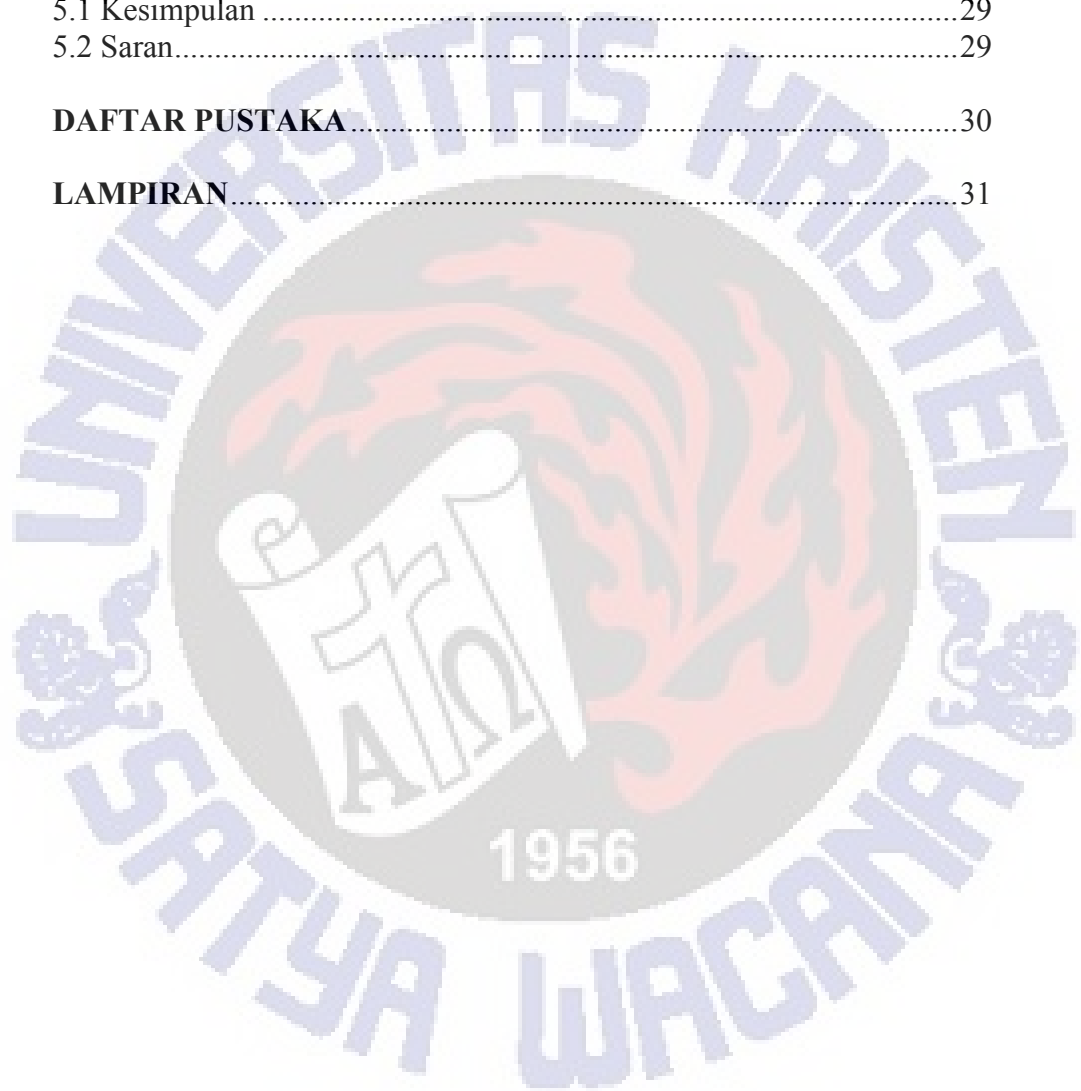 5.1 Kesimpulan ........................................................................................29
5.2 Saran....................................................................................................29
DAFTAR PUSTAKA.............................................................................30
LAMPIRAN............................................................................................31
UNIVERSITAS KRISTEN
Α Ω
1956
SATYA WACANA